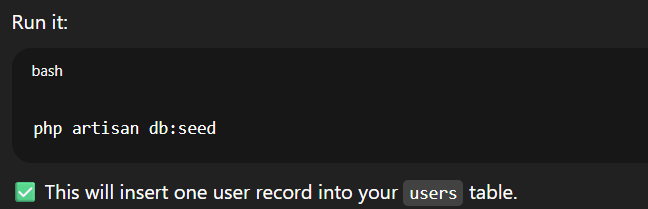 Run it:
bash
php artisan db:seed
✅ This will insert one user record into your users table.